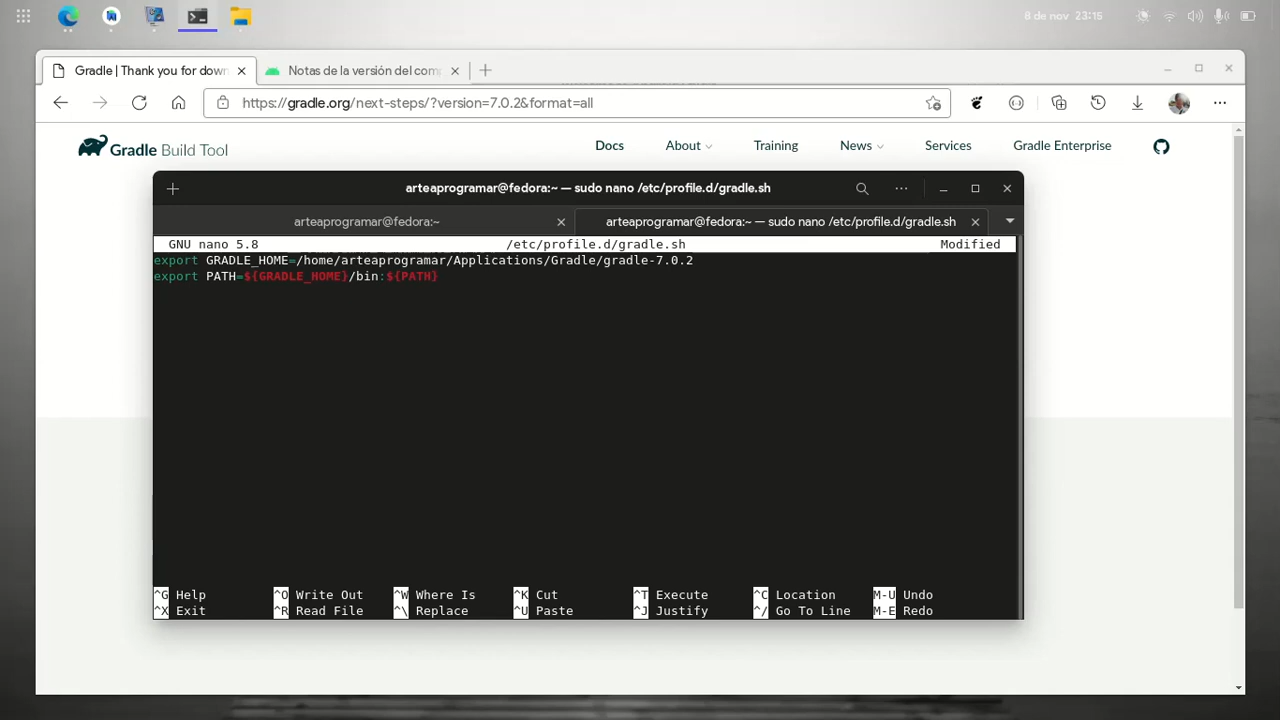 8 de nov 23:15
Gradle | Thank you for down
Notas de la versión del com
https://gradle.org/next-steps/?version=7.0.2&format=all
Gradle Build Tool
Docs About Training News Services Gradle Enterprise
arteaprogramar@fedora:~ — sudo nano /etc/profile.d/gradle.sh
arteaprogramar@fedora:~
arteaprogramar@fedora:~ — sudo nano /etc/profile.d/gradle.sh
GNU nano 5.8 /etc/profile.d/gradle.sh Modified
export GRADLE_HOME=/home/arteaprogramar/Applications/Gradle/gradle-7.0.2
export PATH=${GRADLE_HOME}/bin:${PATH}
^G Help ^O Write Out ^W Where Is ^K Cut ^T Execute ^C Location M-U Undo
^X Exit ^R Read File ^\ Replace ^U Paste ^J Justify ^/ Go To Line M-E Redo